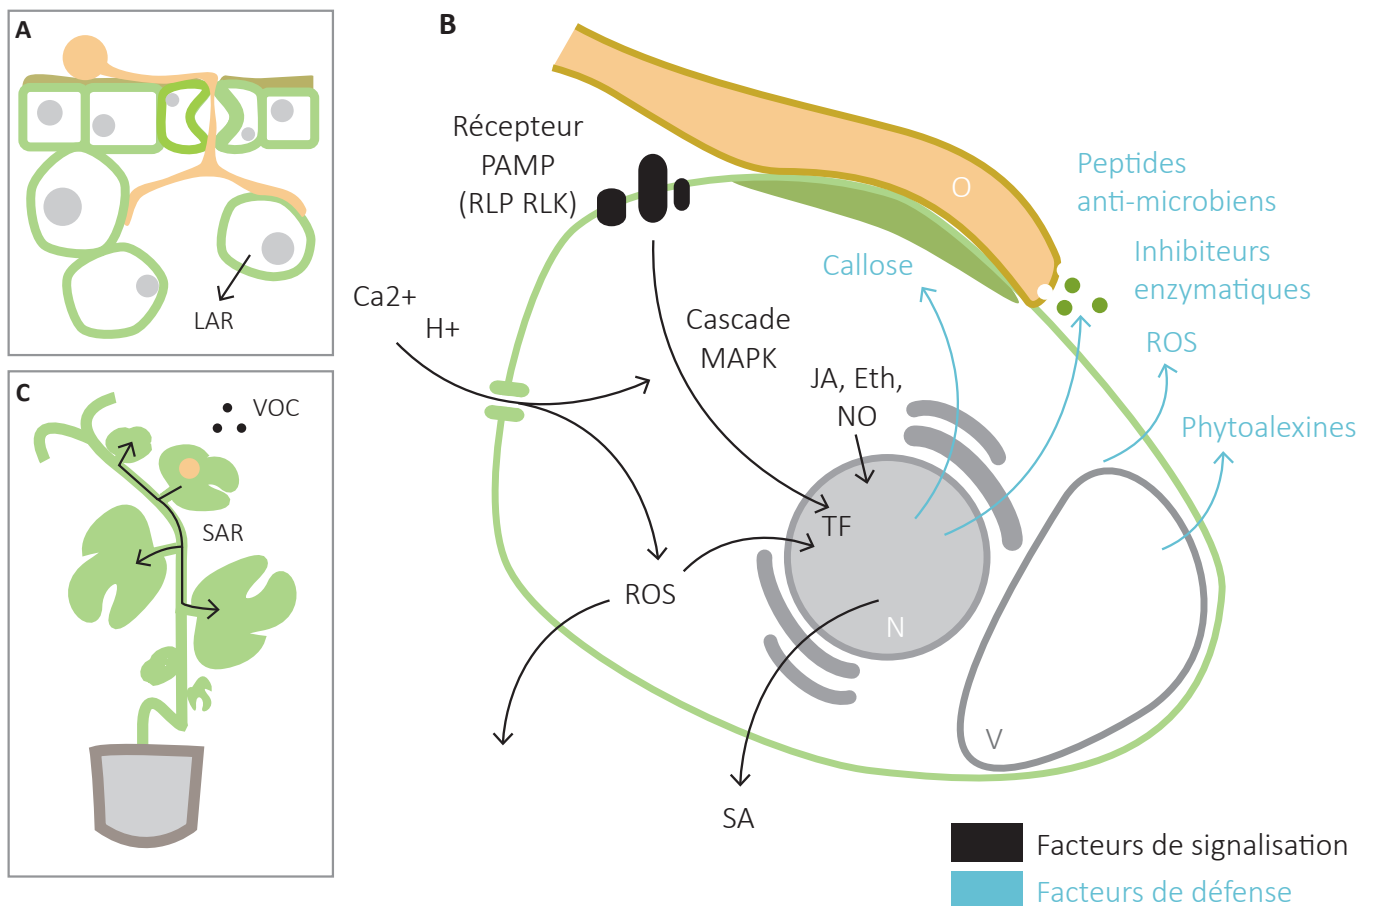 A
LAR
C
VOC
SAR
B
Récepteur
PAMP
(RLP RLK)
O
Peptides
anti-microbiens
Inhibiteurs
enzymatiques
ROS
Phytoalexines
Callose
Ca2+
H+
Cascade
MAPK
JA, Eth,
NO
TF
ROS
N
V
SA
Facteurs de signalisation
Facteurs de défense